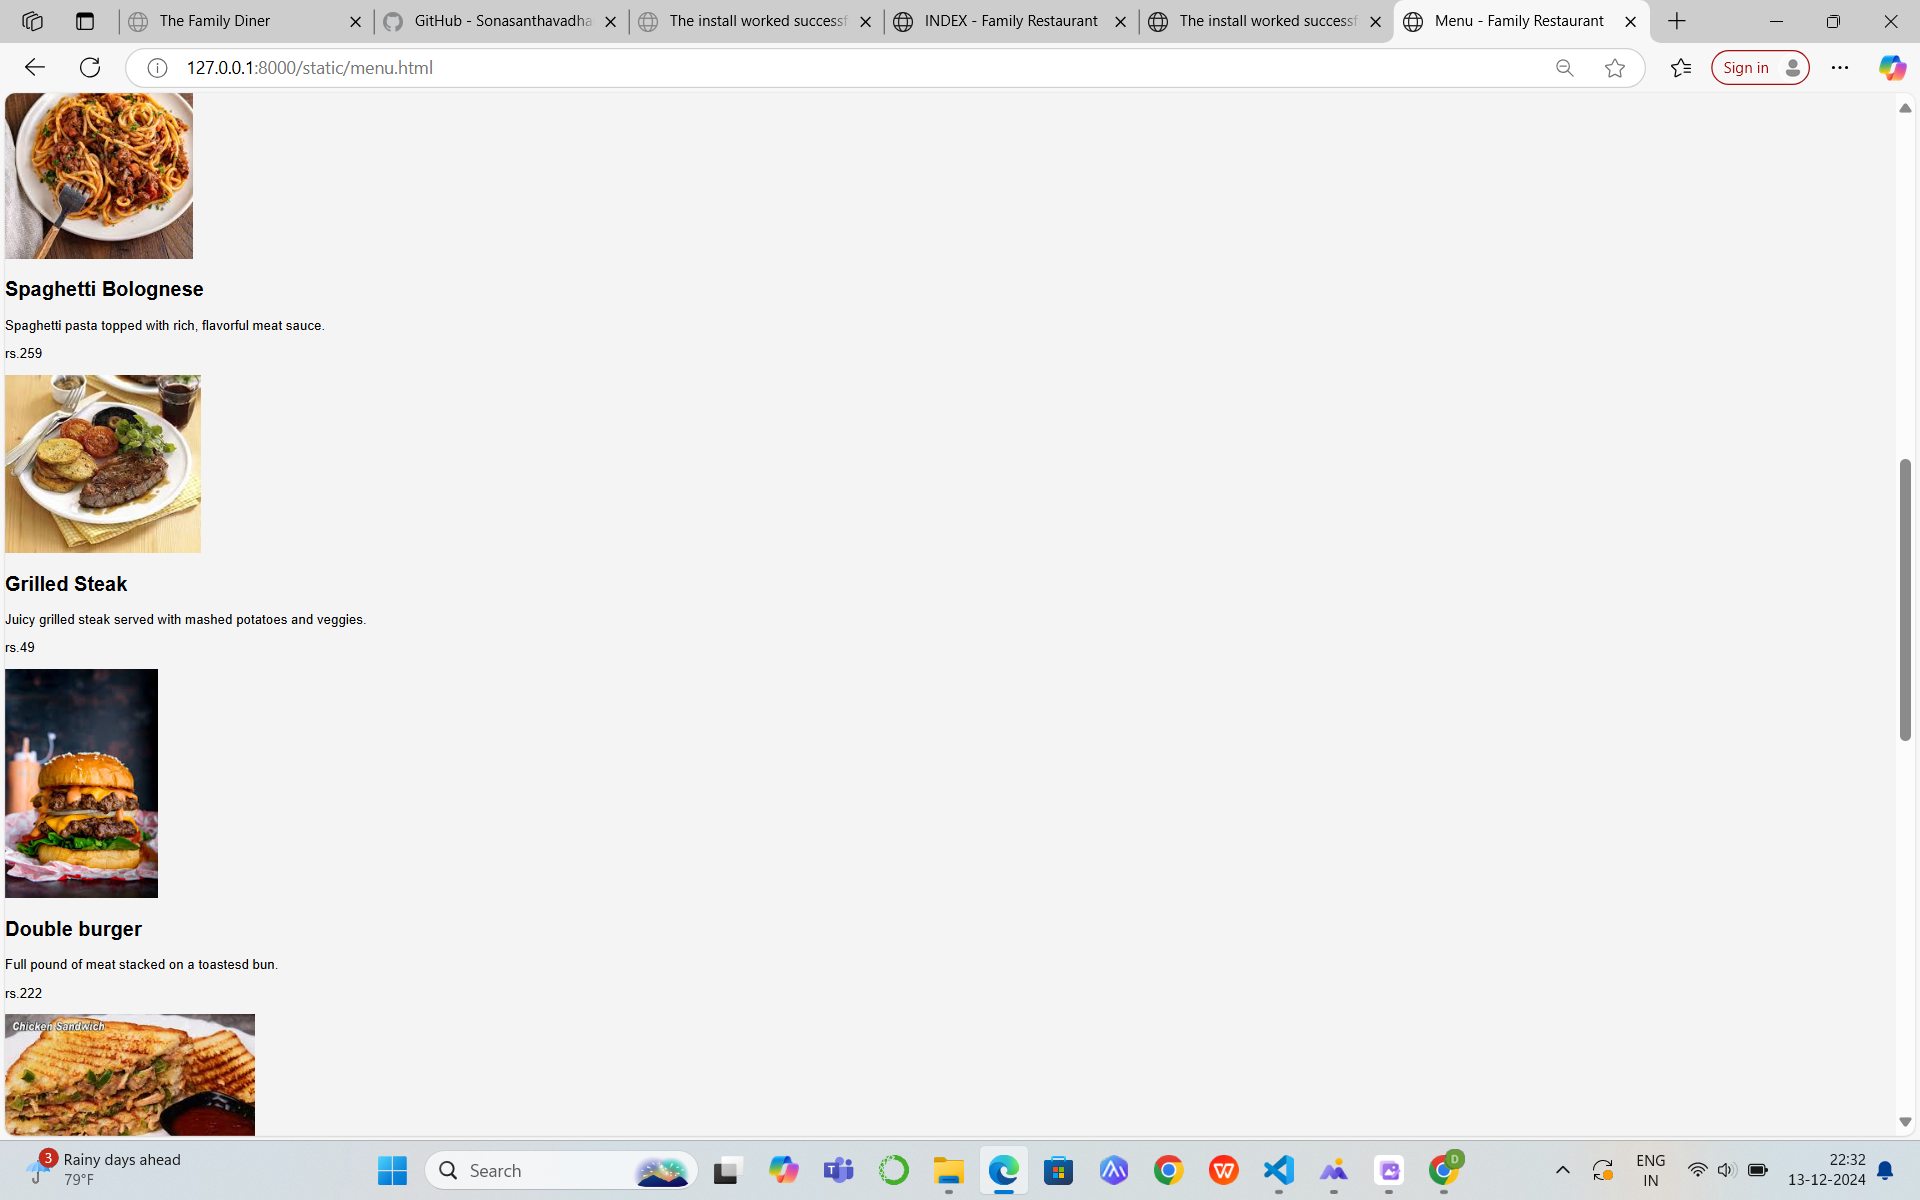 The Family Diner
GitHub - Sonasanthavadha
The install worked successf
INDEX - Family Restaurant
The install worked successf
Menu - Family Restaurant
127.0.0.1:8000/static/menu.html
Sign in
Spaghetti Bolognese
Spaghetti pasta topped with rich, flavorful meat sauce.
rs.259
Grilled Steak
Juicy grilled steak served with mashed potatoes and veggies.
rs.49
Double burger
Full pound of meat stacked on a toastesd bun.
rs.222
Chicken Sandwich
3
Rainy days ahead
79°F
Search
D
ENG
IN
22:32
13-12-2024